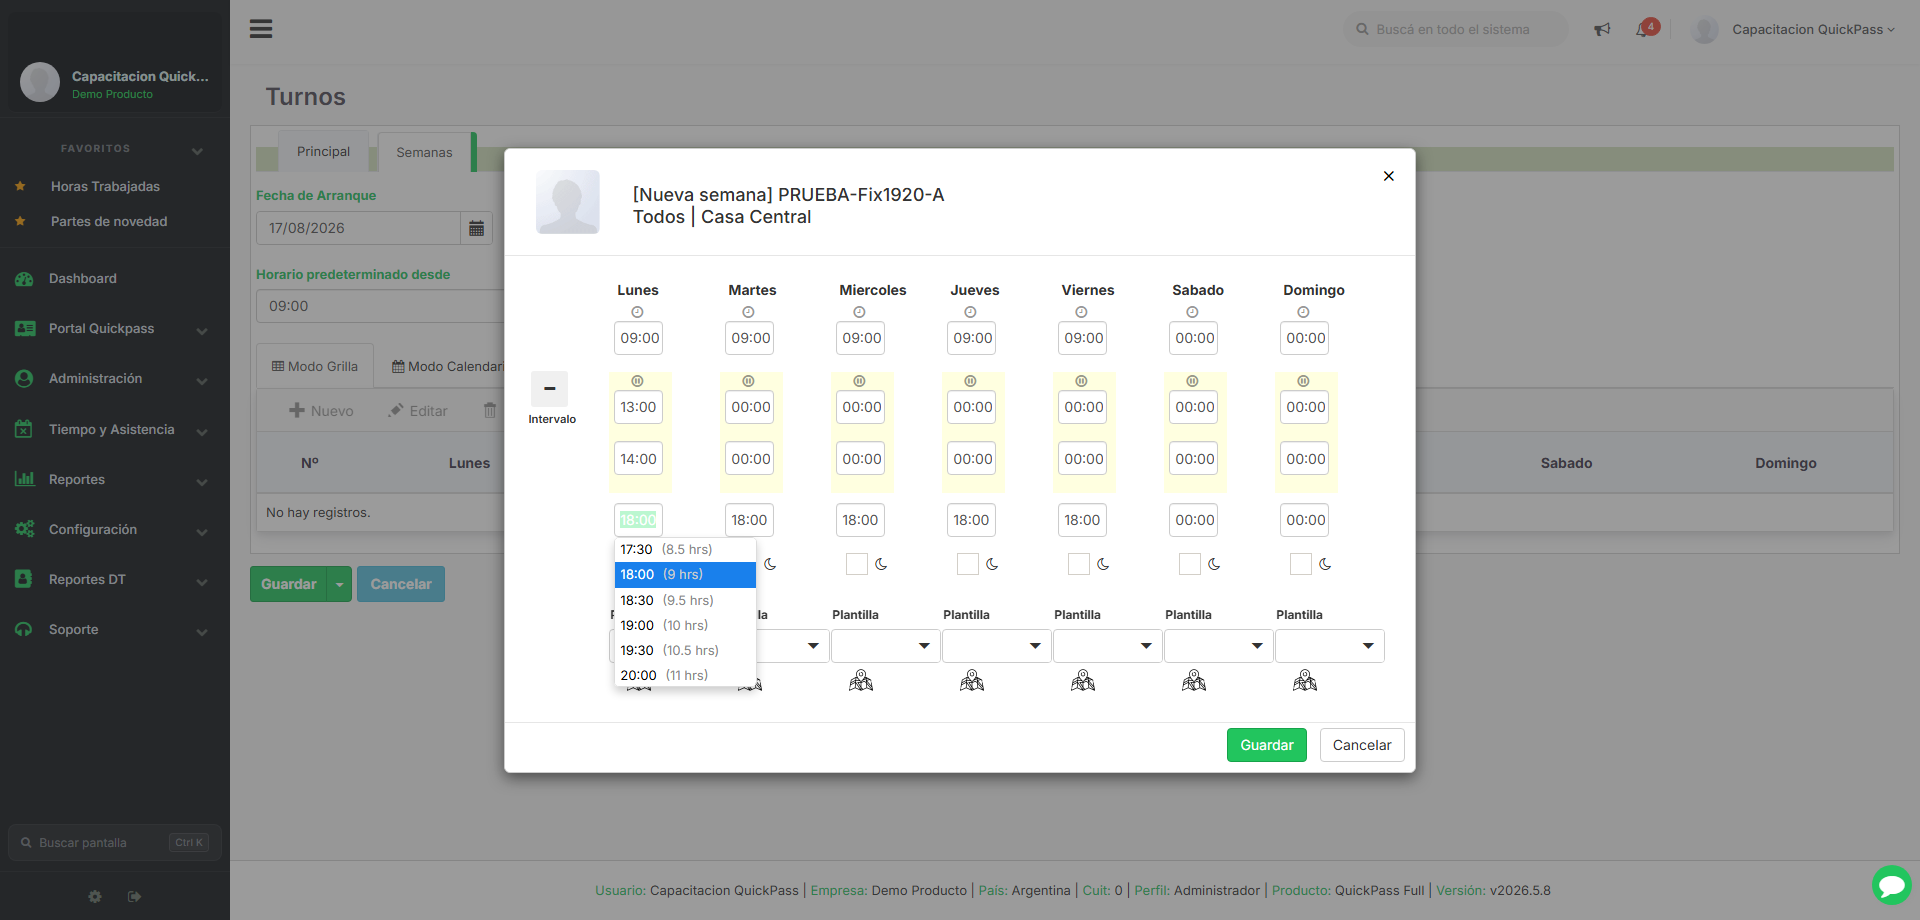 Capacitacion Quick...
Demo Producto
FAVORITOS
Horas Trabajadas
Partes de novedad
Dashboard
Portal Quickpass
Administración
Tiempo y Asistencia
Reportes
Configuración
Reportes DT
Soporte
Buscar pantalla
Ctrl K
Buscá en todo el sistema
4
Capacitacion QuickPass
Turnos
Principal
Semanas
Fecha de Arranque
17/08/2026
Horario predeterminado desde
09:00
Modo Grilla
Modo Calendari
Nuevo
Editar
Nº
Lunes
Sabado
Domingo
No hay registros.
Guardar
Cancelar
[Nueva semana] PRUEBA-Fix1920-A
Todos | Casa Central
Lunes Martes Miercoles Jueves Viernes Sabado Domingo
09:00 09:00 09:00 09:00 09:00 00:00 00:00
Intervalo
13:00 00:00 00:00 00:00 00:00 00:00 00:00
14:00 00:00 00:00 00:00 00:00 00:00 00:00
18:00 18:00 18:00 18:00 18:00 00:00 00:00
17:30 (8.5 hrs)
18:00 (9 hrs)
18:30 (9.5 hrs)
19:00 (10 hrs)
19:30 (10.5 hrs)
20:00 (11 hrs)
la Plantilla Plantilla Plantilla Plantilla Plantilla
Guardar
Cancelar
Usuario: Capacitacion QuickPass | Empresa: Demo Producto | Pais: Argentina | Cuit: 0 | Perfil: Administrador | Producto: QuickPass Full | Versión: v2026.5.8